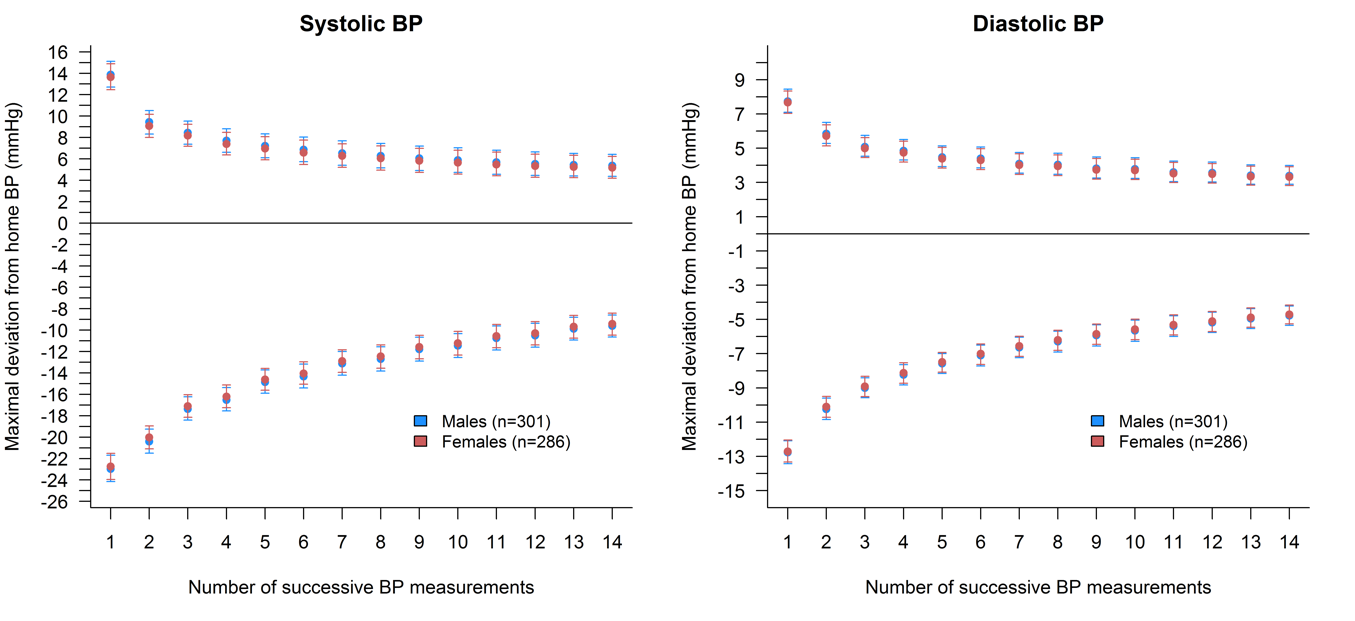 Systolic BP
Maximal deviation from home BP (mmHg)
16
14
12
10
8
6
4
2
0
-2
-4
-6
-8
-10
-12
-14
-16
-18
-20
-22
-24
-26
Males (n=301)
Females (n=286)
1 2 3 4 5 6 7 8 9 10 11 12 13 14
Number of successive BP measurements
Diastolic BP
Maximal deviation from home BP (mmHg)
9
7
5
3
1
-1
-3
-5
-7
-9
-11
-13
-15
Males (n=301)
Females (n=286)
1 2 3 4 5 6 7 8 9 10 11 12 13 14
Number of successive BP measurements